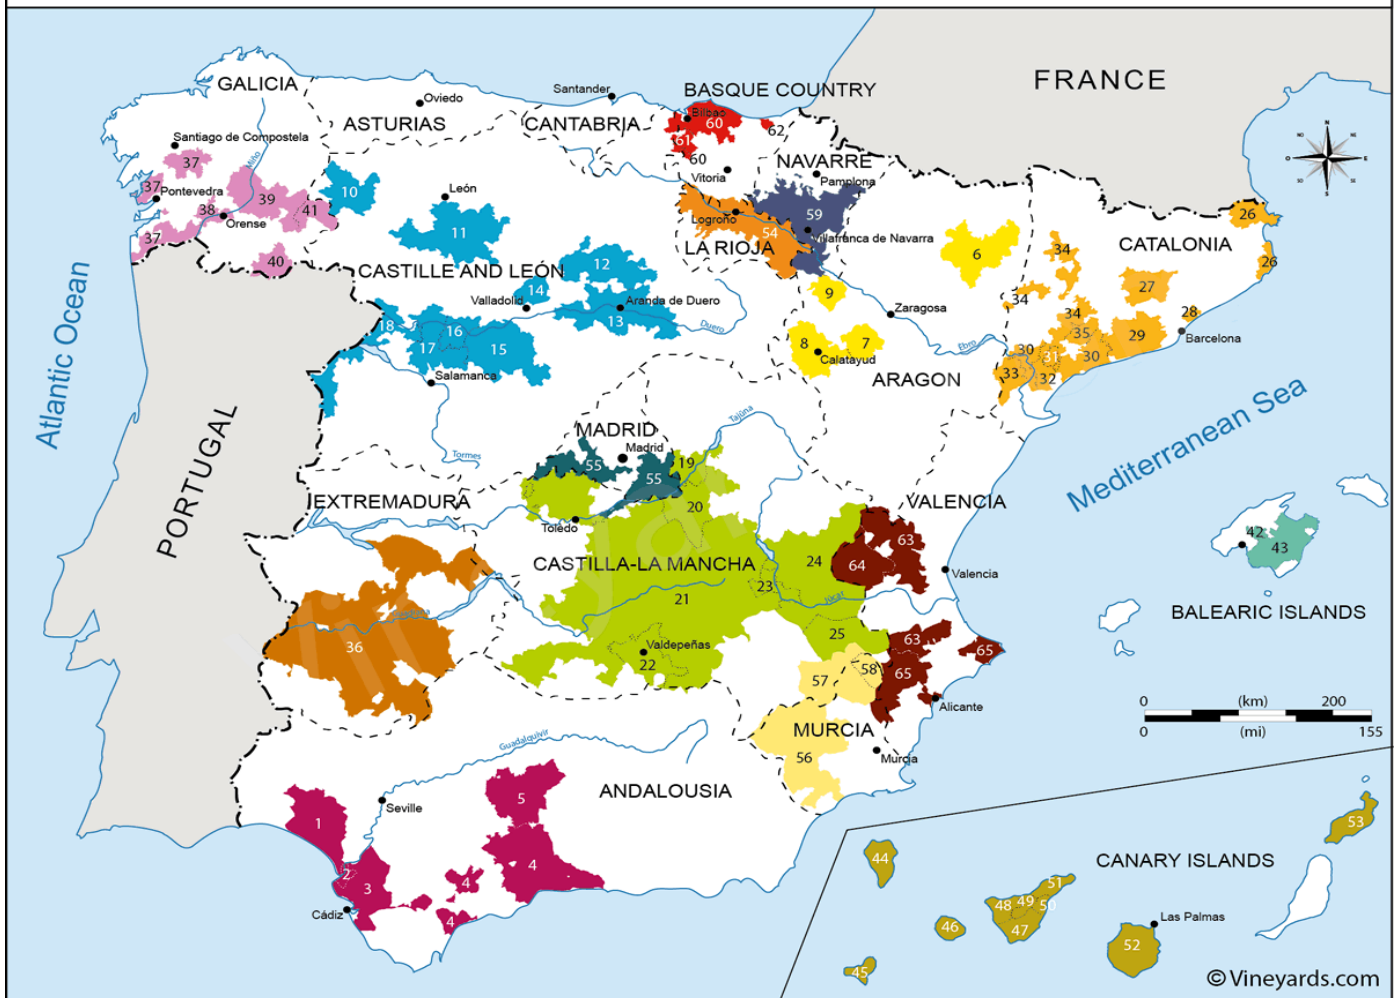 FRANCE
GALICIA
Oviedo
Santander
BASQUE COUNTRY
Bilbao
60
ASTURIAS
CANTABRIA
61
62
Santiago de Compostela
37
Miño
60
NAVARRE
Vitoria
Pamplona
37
Pontevedra
39
38
41
Orense
10
León
11
Logroño
59
54
LA RIOJA
Villafranca de Navarra
26
34
CATALONIA
37
40
CASTILLE AND LEÓN
12
6
26
14
Valladolid
Aranda de Duero
13
Duero
9
Zaragosa
34
27
34
28
18
16
17
15
8
7
Calatayud
Ebro
35
29
Barcelona
30
31
30
33
32
Salamanca
ARAGON
Atlantic Ocean
PORTUGAL
Mediterranean Sea
MADRID
Madrid
Tajúna
Tormes
55
55
19
EXTREMADURA
20
VALENCIA
Toledo
CASTILLA-LA MANCHA
24
63
64
Valencia
42
43
23
21
Júcar
BALEARIC ISLANDS
36
Valdepeñas
22
25
63
65
65
57
58
Alicante
0
(km)
200
0
(mi)
155
MURCIA
56
Murcia
Guadalquivir
ANDALOUSIA
5
1
Seville
2
3
4
4
4
Cádiz
53
44
CANARY ISLANDS
51
48
49
50
47
46
Las Palmas
52
45
N
O
E
S
© Vineyards.com